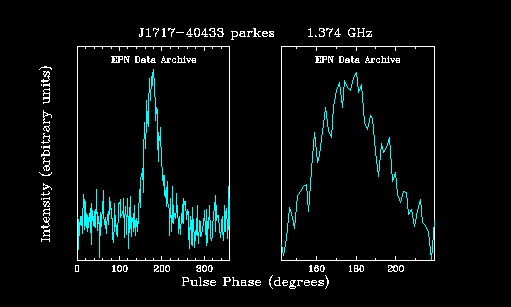 J1717-40433 parkes 1.374 GHz
EPN Data Archive EPN Data Archive
Intensity (arbitrary units)
0 100 200 300 160 180 200
Pulse Phase (degrees)